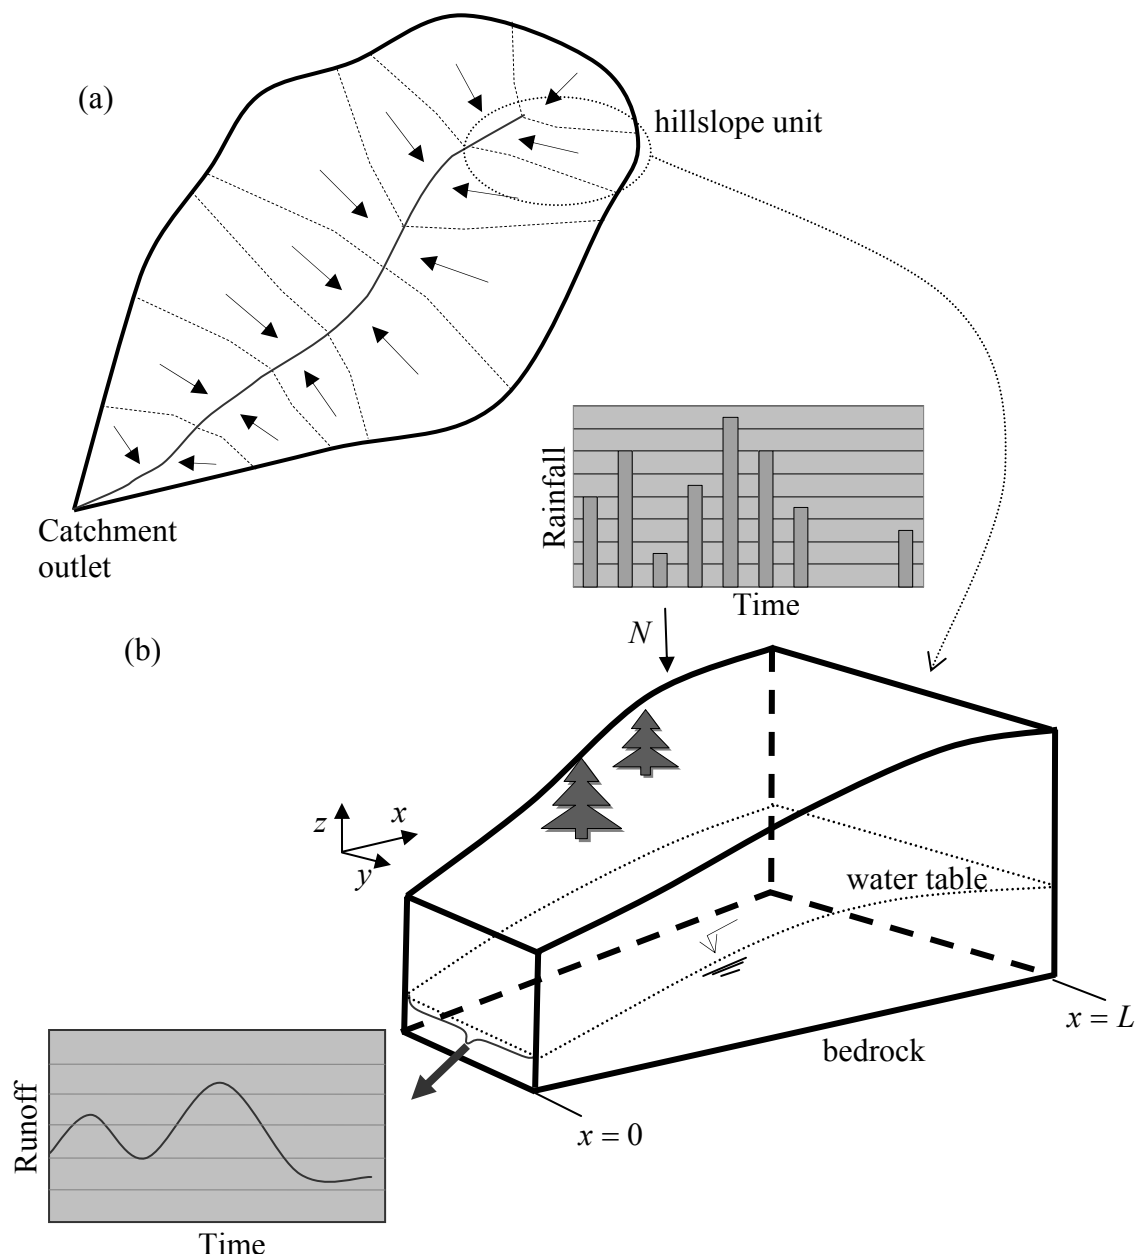 (a)
hillslope unit
Catchment
outlet
Rainfall
Time
(b)
N
z
x
y
water table
x = L
bedrock
x = 0
Runoff
Time